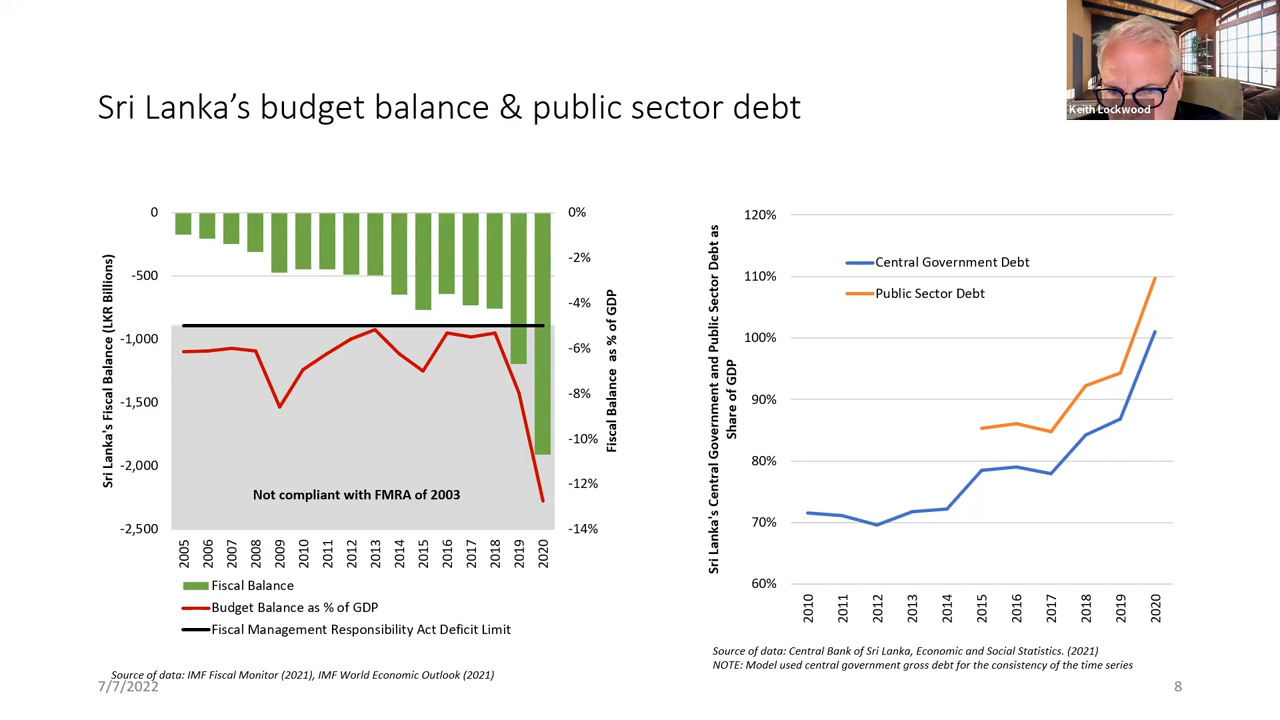 Keith Lockwood
Sri Lanka’s budget balance & public sector debt
Sri Lanka's Fiscal Balance (LKR Billions)
0
-500
-1,000
-1,500
-2,000
-2,500
0%
-2%
-4%
-6%
-8%
-10%
-12%
-14%
Fiscal Balance as % of GDP
Not compliant with FMRA of 2003
2005 2006 2007 2008 2009 2010 2011 2012 2013 2014 2015 2016 2017 2018 2019 2020
Fiscal Balance
Budget Balance as % of GDP
Fiscal Management Responsibility Act Deficit Limit
Source of data: IMF Fiscal Monitor (2021), IMF World Economic Outlook (2021)
Sri Lanka's Central Government and Public Sector Debt as
Share of GDP
120%
110%
100%
90%
80%
70%
60%
Central Government Debt
Public Sector Debt
2010 2011 2012 2013 2014 2015 2016 2017 2018 2019 2020
Source of data: Central Bank of Sri Lanka, Economic and Social Statistics. (2021)
NOTE: Model used central government gross debt for the consistency of the time series
7/7/2022
8